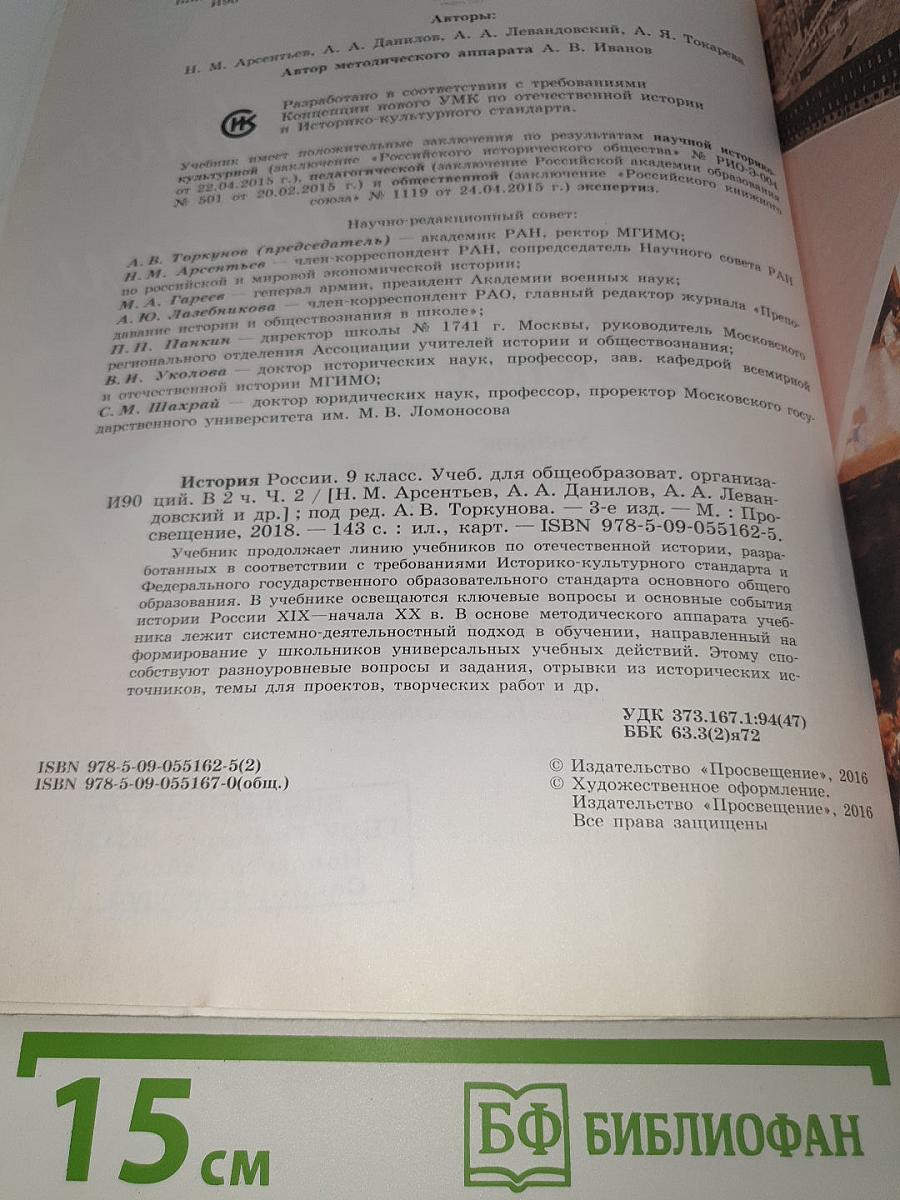 И90
Авторы:
Н. М. Арсентьев, А. А. Данилов, А. А. Левандовский, А. Я. Токарева
Автор методического аппарата А. В. Иванов
Разработано в соответствии с требованиями
Концепции нового УМК по отечественной истории
и Историко-культурного стандарта.
Учебник имеет положительные заключения по результатам научной историко-
культурной (заключение «Российского исторического общества» № РИО-Э-004
от 22.04.2015 г.), педагогической (заключение Российской академии образования
№ 501 от 20.02.2015 г.) и общественной (заключение «Российского книжного
союза» № 1119 от 24.04.2015 г.) экспертиз.
Научно-редакционный совет:
А. В. Торкунов (председатель) — академик РАН, ректор МГИМО;
Н. М. Арсентьев — член-корреспондент РАН, сопредседатель Научного совета РАН
по российской и мировой экономической истории;
М. А. Гареев — генерал армии, президент Академии военных наук;
А. Ю. Лазебникова — член-корреспондент РАО, главный редактор журнала «Препо-
давание истории и обществознания в школе»;
П. П. Панкин — директор школы № 1741 г. Москвы, руководитель Московского
регионального отделения Ассоциации учителей истории и обществознания;
В. И. Уколова — доктор исторических наук, профессор, зав. кафедрой всемирной
и отечественной истории МГИМО;
С. М. Шахрай — доктор юридических наук, профессор, проректор Московского госу-
дарственного университета им. М. В. Ломоносова
История России. 9 класс. Учеб. для общеобразоват. организа-
И90 ций. В 2 ч. Ч. 2 / [Н. М. Арсентьев, А. А. Данилов, А. А. Леван-
довский и др.] ; под ред. А. В. Торкунова. — 3-е изд. — М. : Про-
свещение, 2018. — 143 с. : ил., карт. — ISBN 978-5-09-055162-5.
Учебник продолжает линию учебников по отечественной истории, разра-
ботанных в соответствии с требованиями Историко-культурного стандарта и
Федерального государственного образовательного стандарта основного общего
образования. В учебнике освещаются ключевые вопросы и основные события
истории России XIX—начала XX в. В основе методического аппарата учеб-
ника лежит системно-деятельностный подход в обучении, направленный на
формирование у школьников универсальных учебных действий. Этому спо-
собствуют разноуровневые вопросы и задания, отрывки из исторических ис-
точников, темы для проектов, творческих работ и др.
УДК 373.167.1:94(47)
ББК 63.3(2)я72
ISBN 978-5-09-055162-5(2)
ISBN 978-5-09-055167-0(общ.)
© Издательство «Просвещение», 2016
© Художественное оформление.
Издательство «Просвещение», 2016
Все права защищены
15 см
БФ БИБЛИОФАН